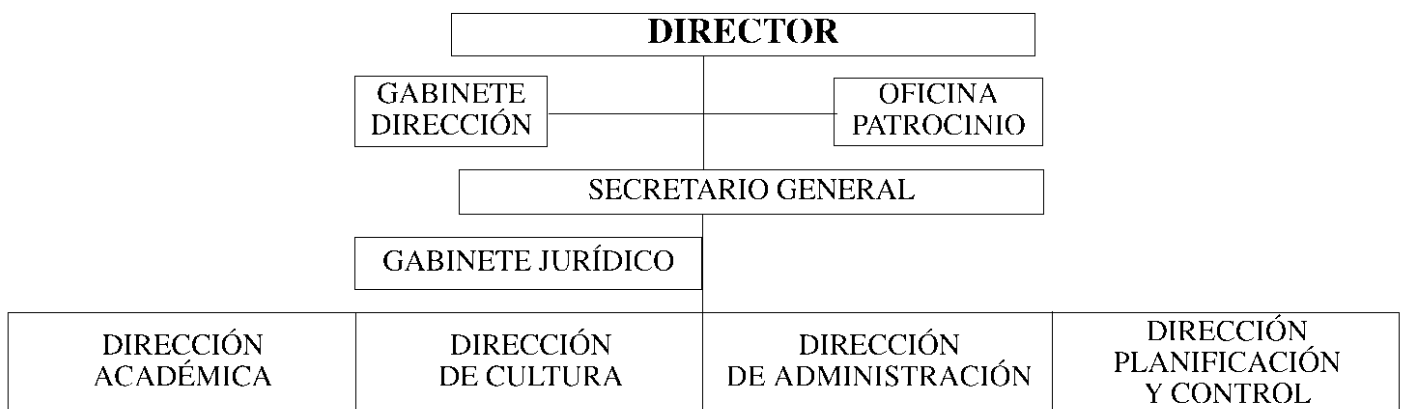 DIRECTOR
GABINETE
DIRECCIÓN
OFICINA
PATROCINIO
SECRETARIO GENERAL
GABINETE JURÍDICO
DIRECCIÓN
ACADÉMICA
DIRECCIÓN
DE CULTURA
DIRECCIÓN
DE ADMINISTRACIÓN
DIRECCIÓN
PLANIFICACIÓN
Y CONTROL